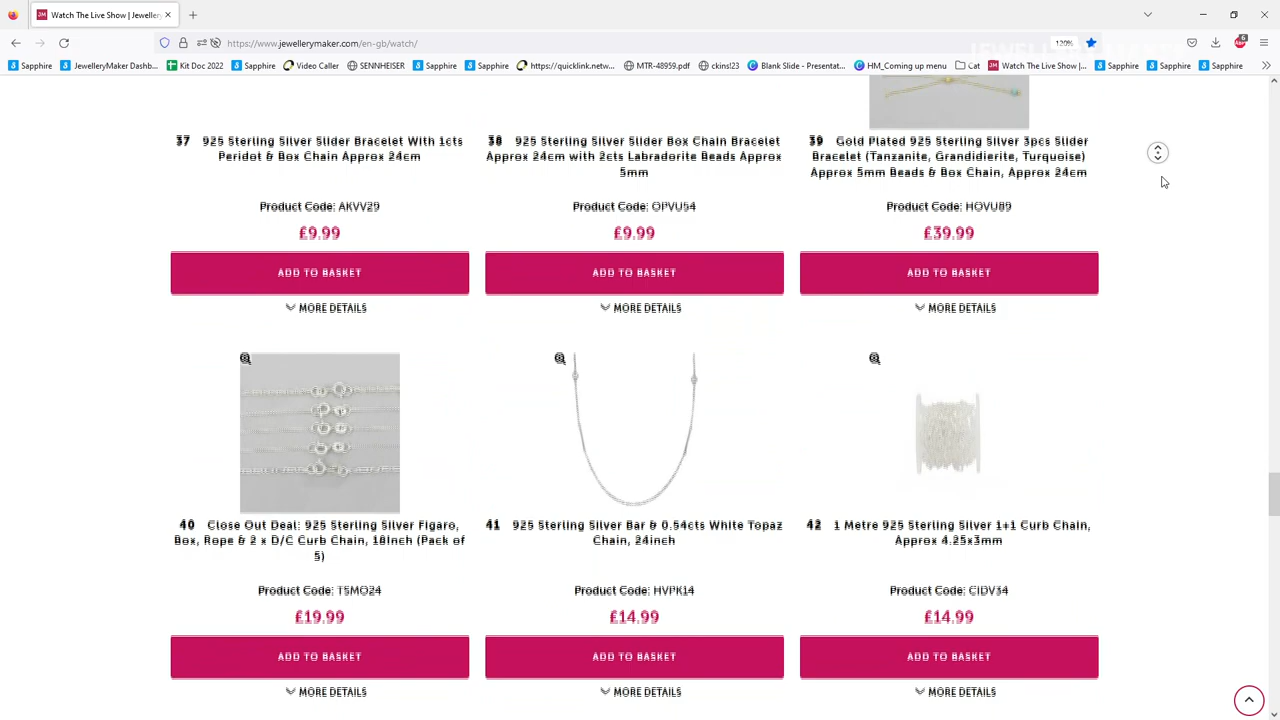 Watch The Live Show | Jeweller
https://www.jewellerymaker.com gb/watch/
120%
6
Sapphire
JewelleryMaker Dashb...
Kit Doc 2022
Sapphire
Video Caller
SENNHEISER
Sapphire
https://quicklink.netw...
MTR-48959.pdf
ckins!23
Blank Slide - Presentat...
HM_Coming up menu
Cat
Watch The Live Show |...
Sapphire
Sapphire
Sapphire
37 925 Sterling Silver Slider Bracelet With 1cts
Peridot & Box Chain Approx 24cm
Product Code: AKVV29
£9.99
ADD TO BASKET
MORE DETAILS
38 925 Sterling Silver Slider Box Chain Bracelet
Approx 24cm with 2cts Labradorite Beads Approx
5mm
Product Code: OPVU54
£9.99
ADD TO BASKET
MORE DETAILS
39 Gold Plated 925 Sterling Silver 3pcs Slider
Bracelet (Tanzanite, Grandidierite, Turquoise)
Approx 5mm Beads & Box Chain, Approx 24cm
Product Code: HOVU89
£39.99
ADD TO BASKET
MORE DETAILS
40 Close Out Deal: 925 Sterling Silver Figaro,
Box, Rope & 2 x D/C Curb Chain, 18Inch (Pack of
5)
Product Code: TSMO24
£19.99
ADD TO BASKET
MORE DETAILS
41 925 Sterling Silver Bar & 0.54cts White Topaz
Chain, 24inch
Product Code: HVPK14
£14.99
ADD TO BASKET
MORE DETAILS
42 1 Metre 925 Sterling Silver 1+1 Curb Chain,
Approx 4.25x3mm
Product Code: CIDV34
£14.99
ADD TO BASKET
MORE DETAILS